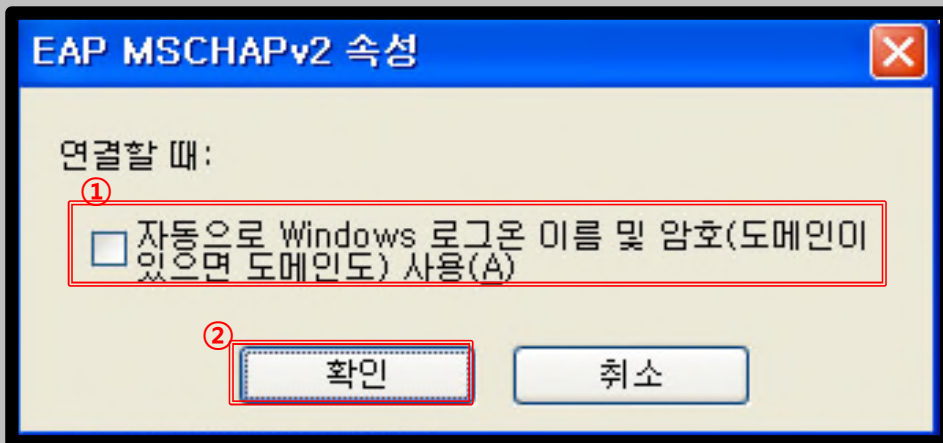 EAP MSCHAPv2 속성
연결할 때:
①
자동으로 Windows 로그온 이름 및 암호(도메인이
있으면 도메인도) 사용(A)
②
확인
취소